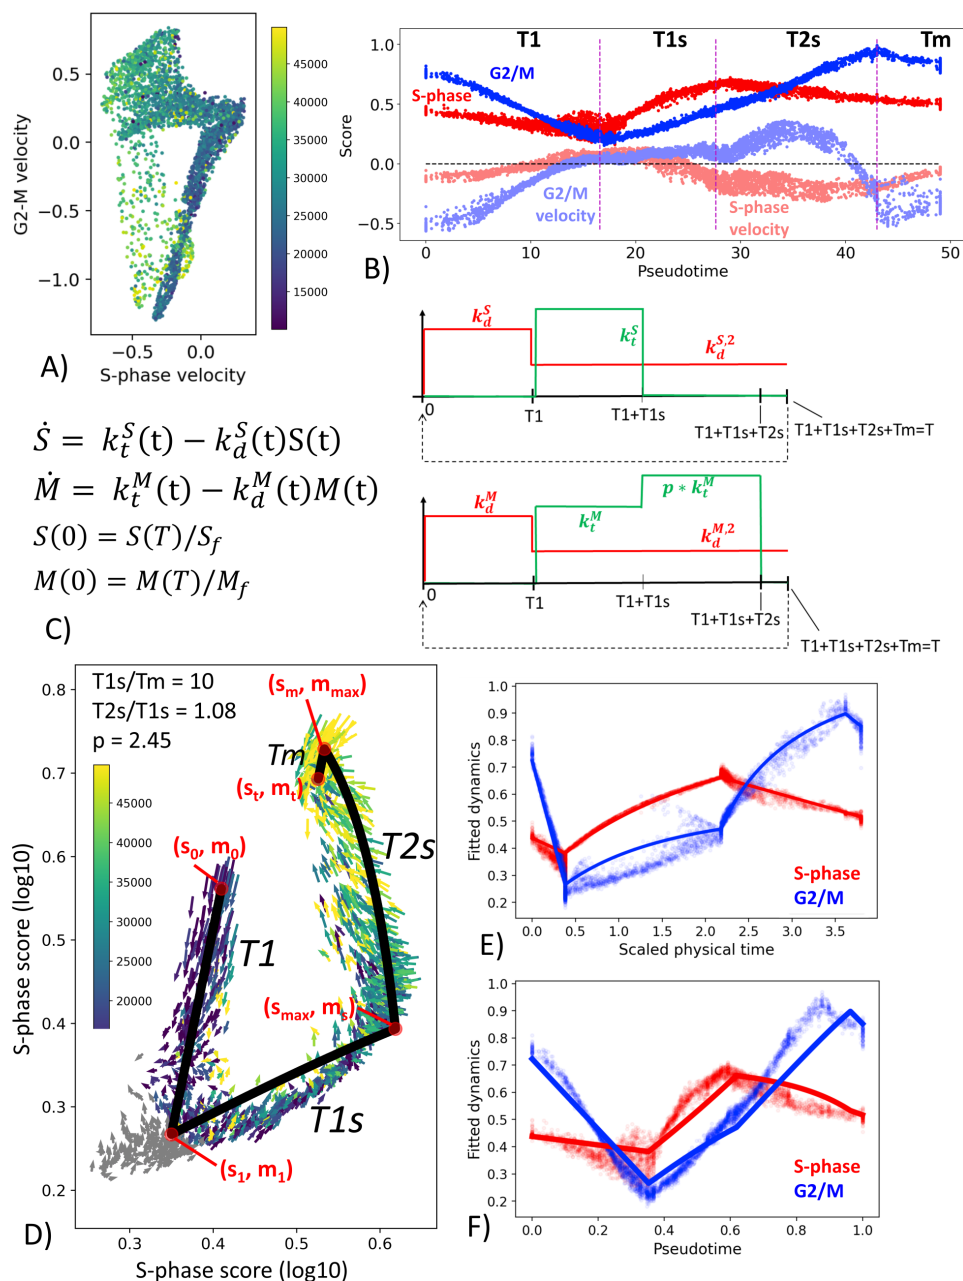 A)
G2-M velocity
0.5
0.0
−0.5
−1.0
−0.5
0.0
S-phase velocity
45000
40000
35000
30000
25000
20000
15000
B)
T1
T1s
T2s
Tm
Score
1.0
0.5
0.0
−0.5
G2/M
S-phase
G2/M
velocity
S-phase
velocity
0
10
20
30
40
50
Pseudotime
Ṡ = k_t^S(t) − k_d^S(t)S(t)
Ṁ = k_t^M(t) − k_d^M(t)M(t)
S(0) = S(T)/S_f
M(0) = M(T)/M_f
C)
k_d^S
k_t^S
k_d^{S,2}
0
T1
T1+T1s
T1+T1s+T2s
T1+T1s+T2s+Tm=T
k_d^M
k_t^M
p * k_t^M
k_d^{M,2}
0
T1
T1+T1s
T1+T1s+T2s
T1+T1s+T2s+Tm=T
D)
S-phase score (log10)
0.8
0.7
0.6
0.5
0.4
0.3
0.2
T1s/Tm = 10
T2s/T1s = 1.08
p = 2.45
45000
40000
35000
30000
25000
20000
(s_m, m_max)
Tm
(s_t, m_t)
(s_0, m_0)
T2s
T1
(s_max, m_s)
T1s
(s_1, m_1)
0.3
0.4
0.5
0.6
S-phase score (log10)
E)
Fitted dynamics
1.0
0.9
0.8
0.7
0.6
0.5
0.4
0.3
0.2
S-phase
G2/M
0.0
0.5
1.0
1.5
2.0
2.5
3.0
3.5
Scaled physical time
F)
Fitted dynamics
1.0
0.9
0.8
0.7
0.6
0.5
0.4
0.3
0.2
S-phase
G2/M
0.0
0.2
0.4
0.6
0.8
1.0
Pseudotime